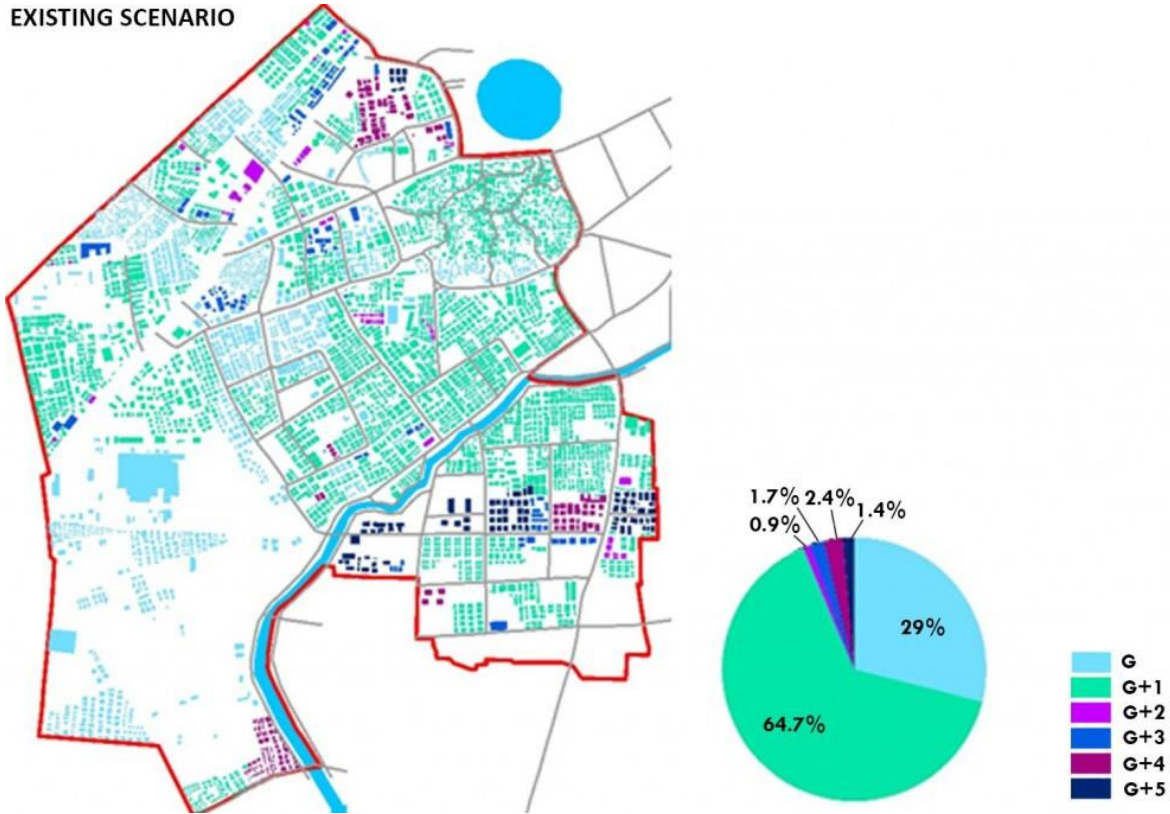 EXISTING SCENARIO
1.7%
2.4%
1.4%
0.9%
29%
64.7%
G
G+1
G+2
G+3
G+4
G+5